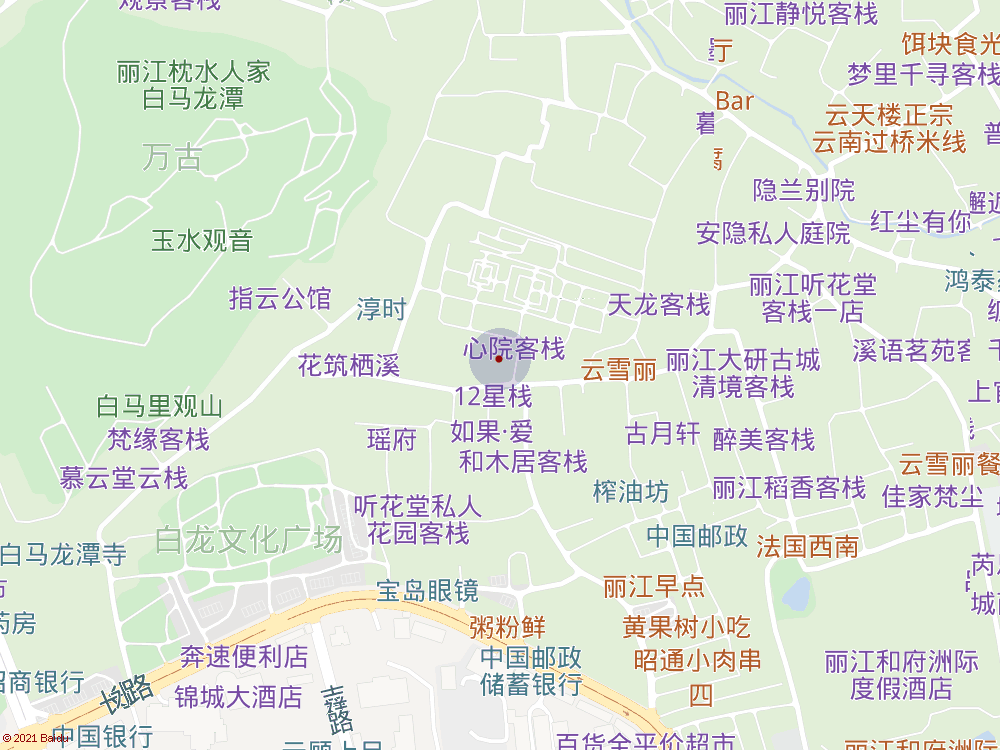 观景客栈
丽江静悦客栈
饵块食光
丽江枕水人家
白马龙潭
梦里千寻客栈
Bar
云天楼正宗
云南过桥米线
万古
隐兰别院
红尘有你
安隐私人庭院
玉水观音
丽江听花堂
客栈一店
指云公馆
淳时
天龙客栈
心院客栈
丽江大研古城
清境客栈
花筑栖溪
云雪丽
12星栈
白马里观山
梵缘客栈
瑶府
如果·爱
古月轩
醉美客栈
和木居客栈
云雪丽餐
慕云堂云栈
榨油坊
丽江稻香客栈
佳家梵尘
听花堂私人
花园客栈
白龙文化广场
中国邮政
法国西南
白马龙潭寺
宝岛眼镜
丽江早点
药房
粥粉鲜
黄果树小吃
奔速便利店
中国邮政
储蓄银行
昭通小肉串
丽江和府洲际
度假酒店
招商银行
长路
锦城大酒店
四
© 2021 Baidu
中国银行
百货全平价超市
丽江和府洲际